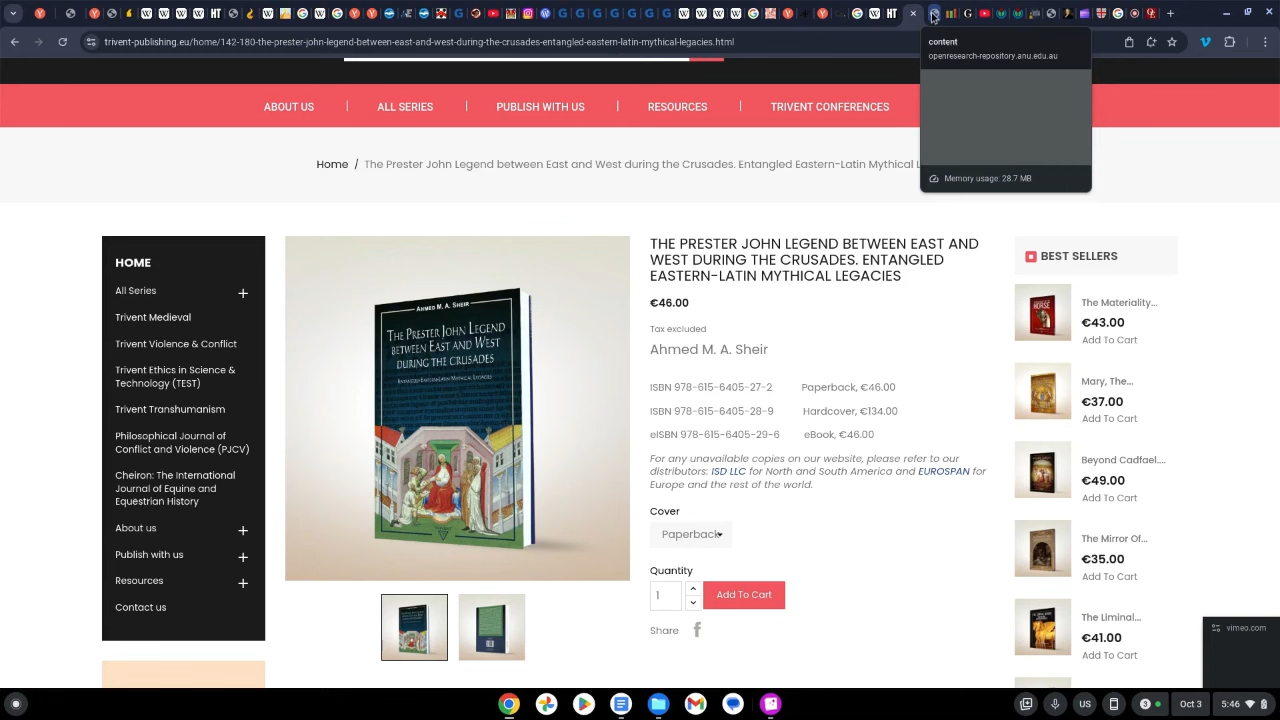 trivent-publishing.eu/home/142-180-the-prester-john-legend-between-east-and-west-during-the-crusades-entangled-eastern-latin-mythical-legacies.html
content
openresearch-repository.anu.edu.au
Memory usage: 28.7 MB
ABOUT US
ALL SERIES
PUBLISH WITH US
RESOURCES
TRIVENT CONFERENCES
Home / The Prester John Legend between East and West during the Crusades. Entangled Eastern-Latin Mythical L
HOME
All Series
Trivent Medieval
Trivent Violence & Conflict
Trivent Ethics in Science &
Technology (TEST)
Trivent Transhumanism
Philosophical Journal of
Conflict and Violence (PJCV)
Cheiron: The International
Journal of Equine and
Equestrian History
About us
Publish with us
Resources
Contact us
AHMED M. A. SHEIR
THE PRESTER JOHN LEGEND
BETWEEN EAST AND WEST
DURING THE CRUSADES
ENTANGLED EASTERN-LATIN MYTHICAL LEGACIES
THE PRESTER JOHN LEGEND BETWEEN EAST AND
WEST DURING THE CRUSADES. ENTANGLED
EASTERN-LATIN MYTHICAL LEGACIES
€46.00
Tax excluded
Ahmed M. A. Sheir
ISBN 978-615-6405-27-2 Paperback, €46.00
ISBN 978-615-6405-28-9 Hardcover, €134.00
eISBN 978-615-6405-29-6 eBook, €46.00
For any unavailable copies on our website, please refer to our
distributors: ISD LLC for North and South America and EUROSPAN for
Europe and the rest of the world.
Cover
Paperback
Quantity
1
Add To Cart
Share
BEST SELLERS
The Materiality...
€43.00
Add To Cart
Mary, The...
€37.00
Add To Cart
Beyond Cadfael....
€49.00
Add To Cart
The Mirror Of...
€35.00
Add To Cart
The Liminal...
€41.00
Add To Cart
vimeo.com
US
3
Oct 3
5:46